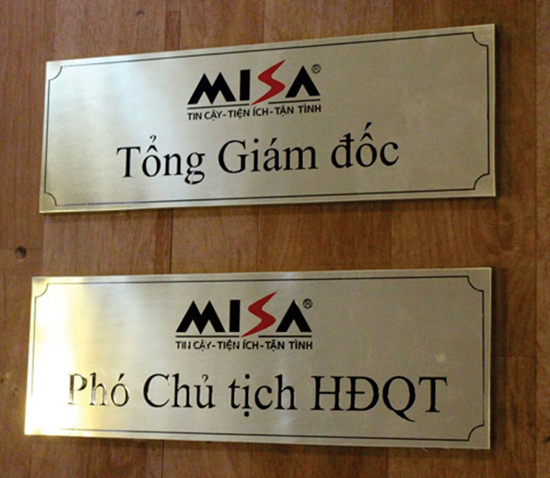 MISA®
TIN CẬY-TIỆN ÍCH-TẬN TÌNH
Tổng Giám đốc
MISA®
TIN CẬY-TIỆN ÍCH-TẬN TÌNH
Phó Chủ tịch HĐQT